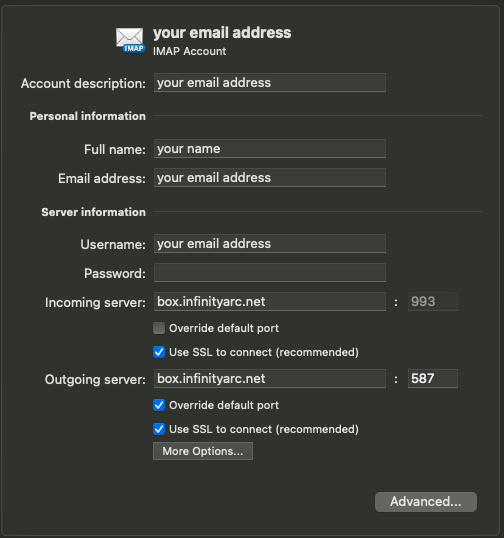 your email address
IMAP
IMAP Account
Account description: your email address
Personal information
Full name: your name
Email address: your email address
Server information
Username: your email address
Password:
Incoming server: box.infinityarc.net : 993
Override default port
Use SSL to connect (recommended)
Outgoing server: box.infinityarc.net : 587
Override default port
Use SSL to connect (recommended)
More Options...
Advanced...